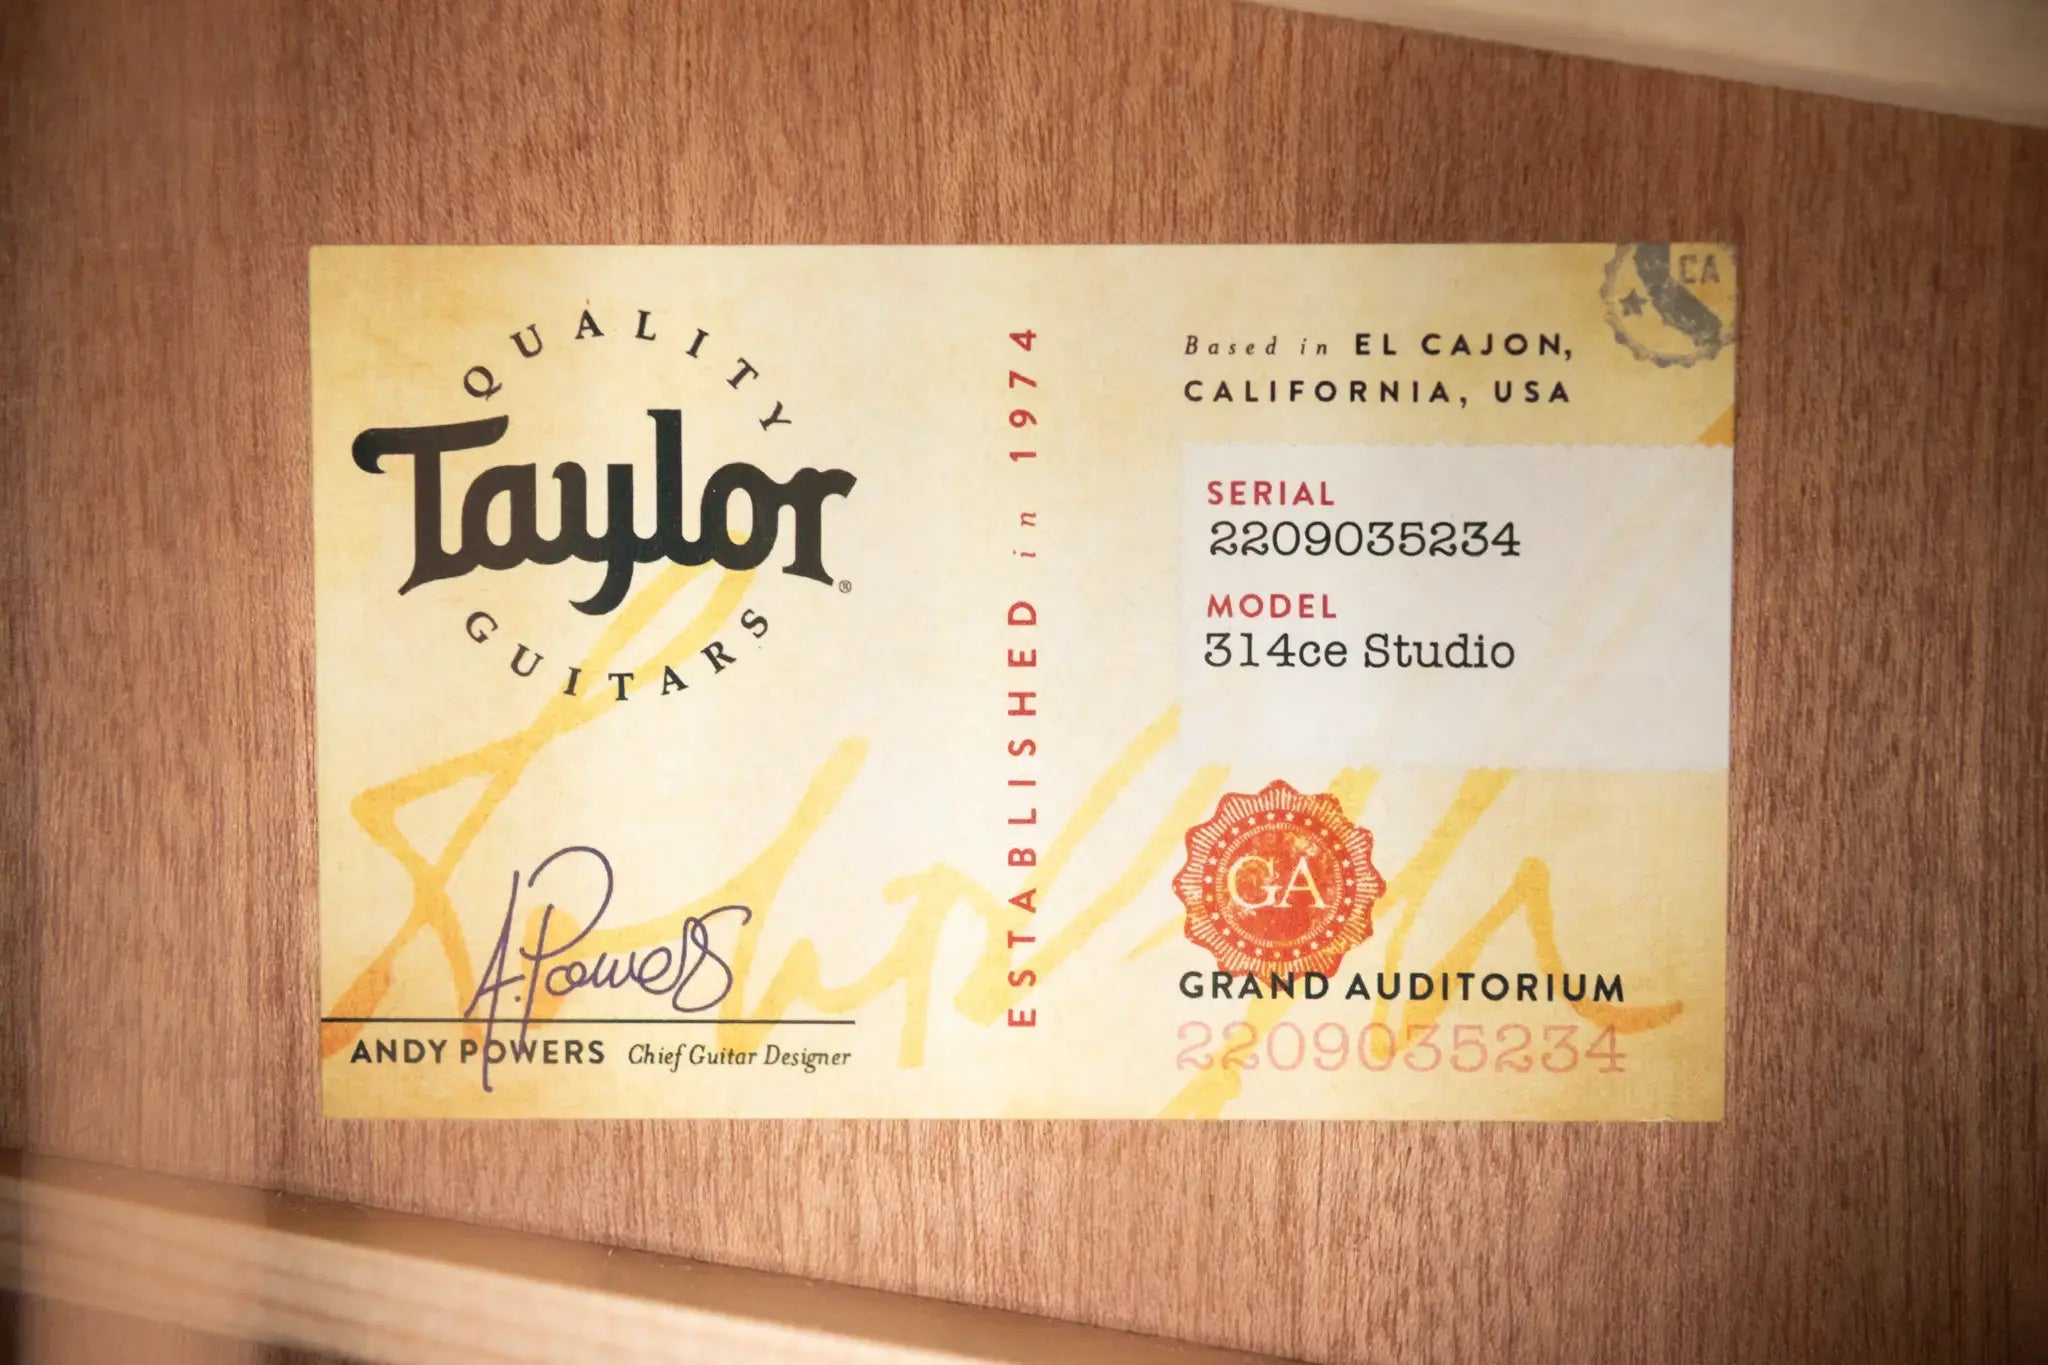 QUALITY
Taylor®
GUITARS
A. Powers
ANDY POWERS Chief Guitar Designer
ESTABLISHED in 1974
CA
Based in EL CAJON,
CALIFORNIA, USA
SERIAL
2209035234
MODEL
314ce Studio
GA
GRAND AUDITORIUM
2209035234